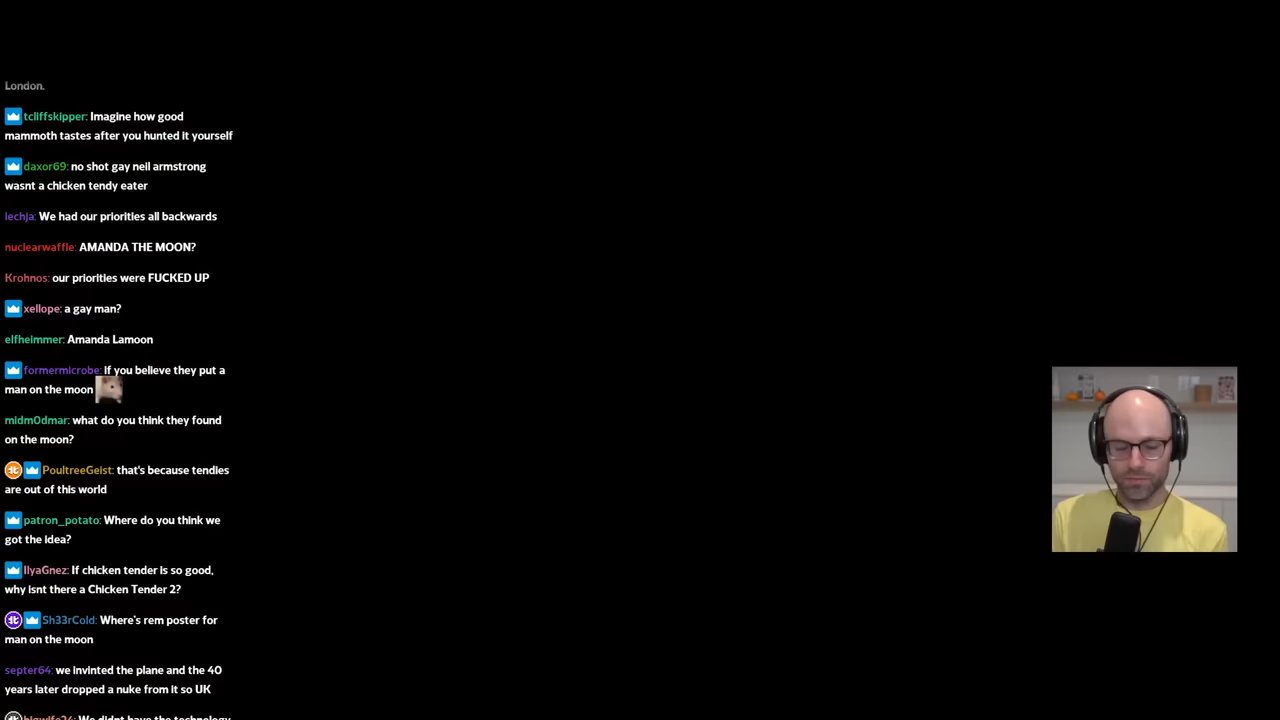 London.
tcliffskipper: Imagine how good
mammoth tastes after you hunted it yourself
daxor69: no shot gay neil armstrong
wasnt a chicken tendy eater
lechja: We had our priorities all backwards
nuclearwaffle: AMANDA THE MOON?
Krohnos: our priorities were FUCKED UP
xellope: a gay man?
elfheimmer: Amanda Lamoon
formermicrobe: If you believe they put a
man on the moon
midm0dmar: what do you think they found
on the moon?
PoultreeGeist: that's because tendies
are out of this world
patron_potato: Where do you think we
got the idea?
IlyaGnez: If chicken tender is so good,
why isnt there a Chicken Tender 2?
Sh33rCold: Where's rem poster for
man on the moon
septer64: we invinted the plane and the 40
years later dropped a nuke from it so UK
We didnt have the technology